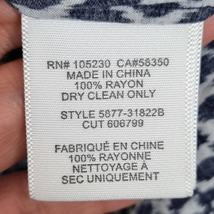 RN# 105230 CA#58350
MADE IN CHINA
100% RAYON
DRY CLEAN ONLY
STYLE 5877-31822B
CUT 606799
FABRIQUÉ EN CHINE
100% RAYONNE
NETTOYAGE À
SEC UNIQUEMENT